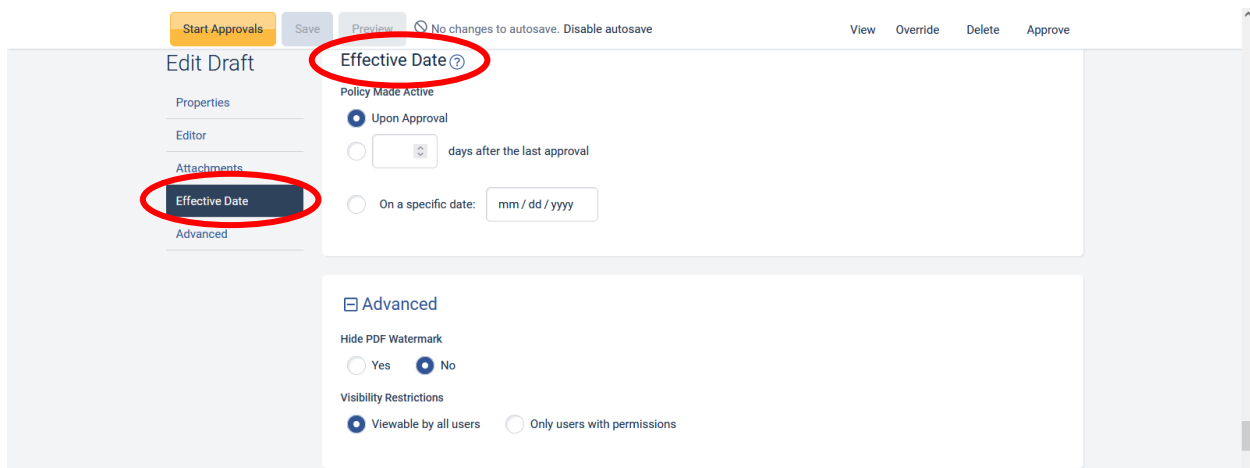 Start Approvals Save Preview No changes to autosave. Disable autosave View Override Delete Approve
Edit Draft
Properties
Editor
Attachments
Effective Date
Advanced
Effective Date ?
Policy Made Active
Upon Approval
days after the last approval
On a specific date: mm / dd / yyyy
Advanced
Hide PDF Watermark
Yes No
Visibility Restrictions
Viewable by all users Only users with permissions